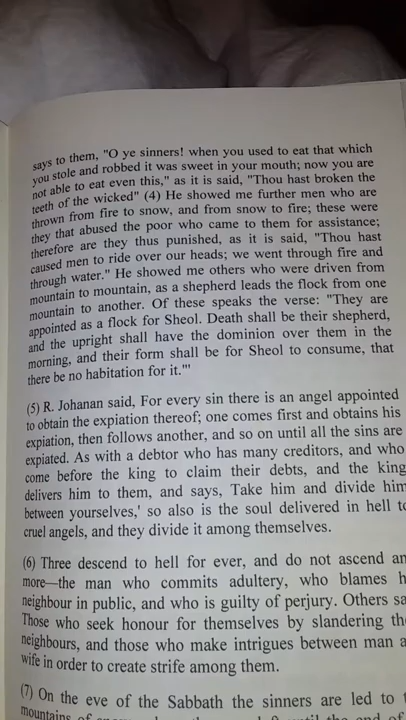 says to them, "O ye sinners! when you used to eat that which
you stole and robbed it was sweet in your mouth; now you are
not able to eat even this," as it is said, "Thou hast broken the
teeth of the wicked" (4) He showed me further men who are
thrown from fire to snow, and from snow to fire; these were
they that abused the poor who came to them for assistance;
therefore are they thus punished, as it is said, "Thou hast
caused men to ride over our heads; we went through fire and
through water." He showed me others who were driven from
mountain to mountain, as a shepherd leads the flock from one
mountain to another. Of these speaks the verse: "They are
appointed as a flock for Sheol. Death shall be their shepherd,
and the upright shall have the dominion over them in the
morning, and their form shall be for Sheol to consume, that
there be no habitation for it."'
(5) R. Johanan said, For every sin there is an angel appointed
to obtain the expiation thereof; one comes first and obtains his
expiation, then follows another, and so on until all the sins are
expiated. As with a debtor who has many creditors, and who
come before the king to claim their debts, and the king
delivers him to them, and says, Take him and divide him
between yourselves,' so also is the soul delivered in hell to
cruel angels, and they divide it among themselves.
(6) Three descend to hell for ever, and do not ascend an
more—the man who commits adultery, who blames h
neighbour in public, and who is guilty of perjury. Others sa
Those who seek honour for themselves by slandering the
neighbours, and those who make intrigues between man a
wife in order to create strife among them.
(7) On the eve of the Sabbath the sinners are led to t
mountains of